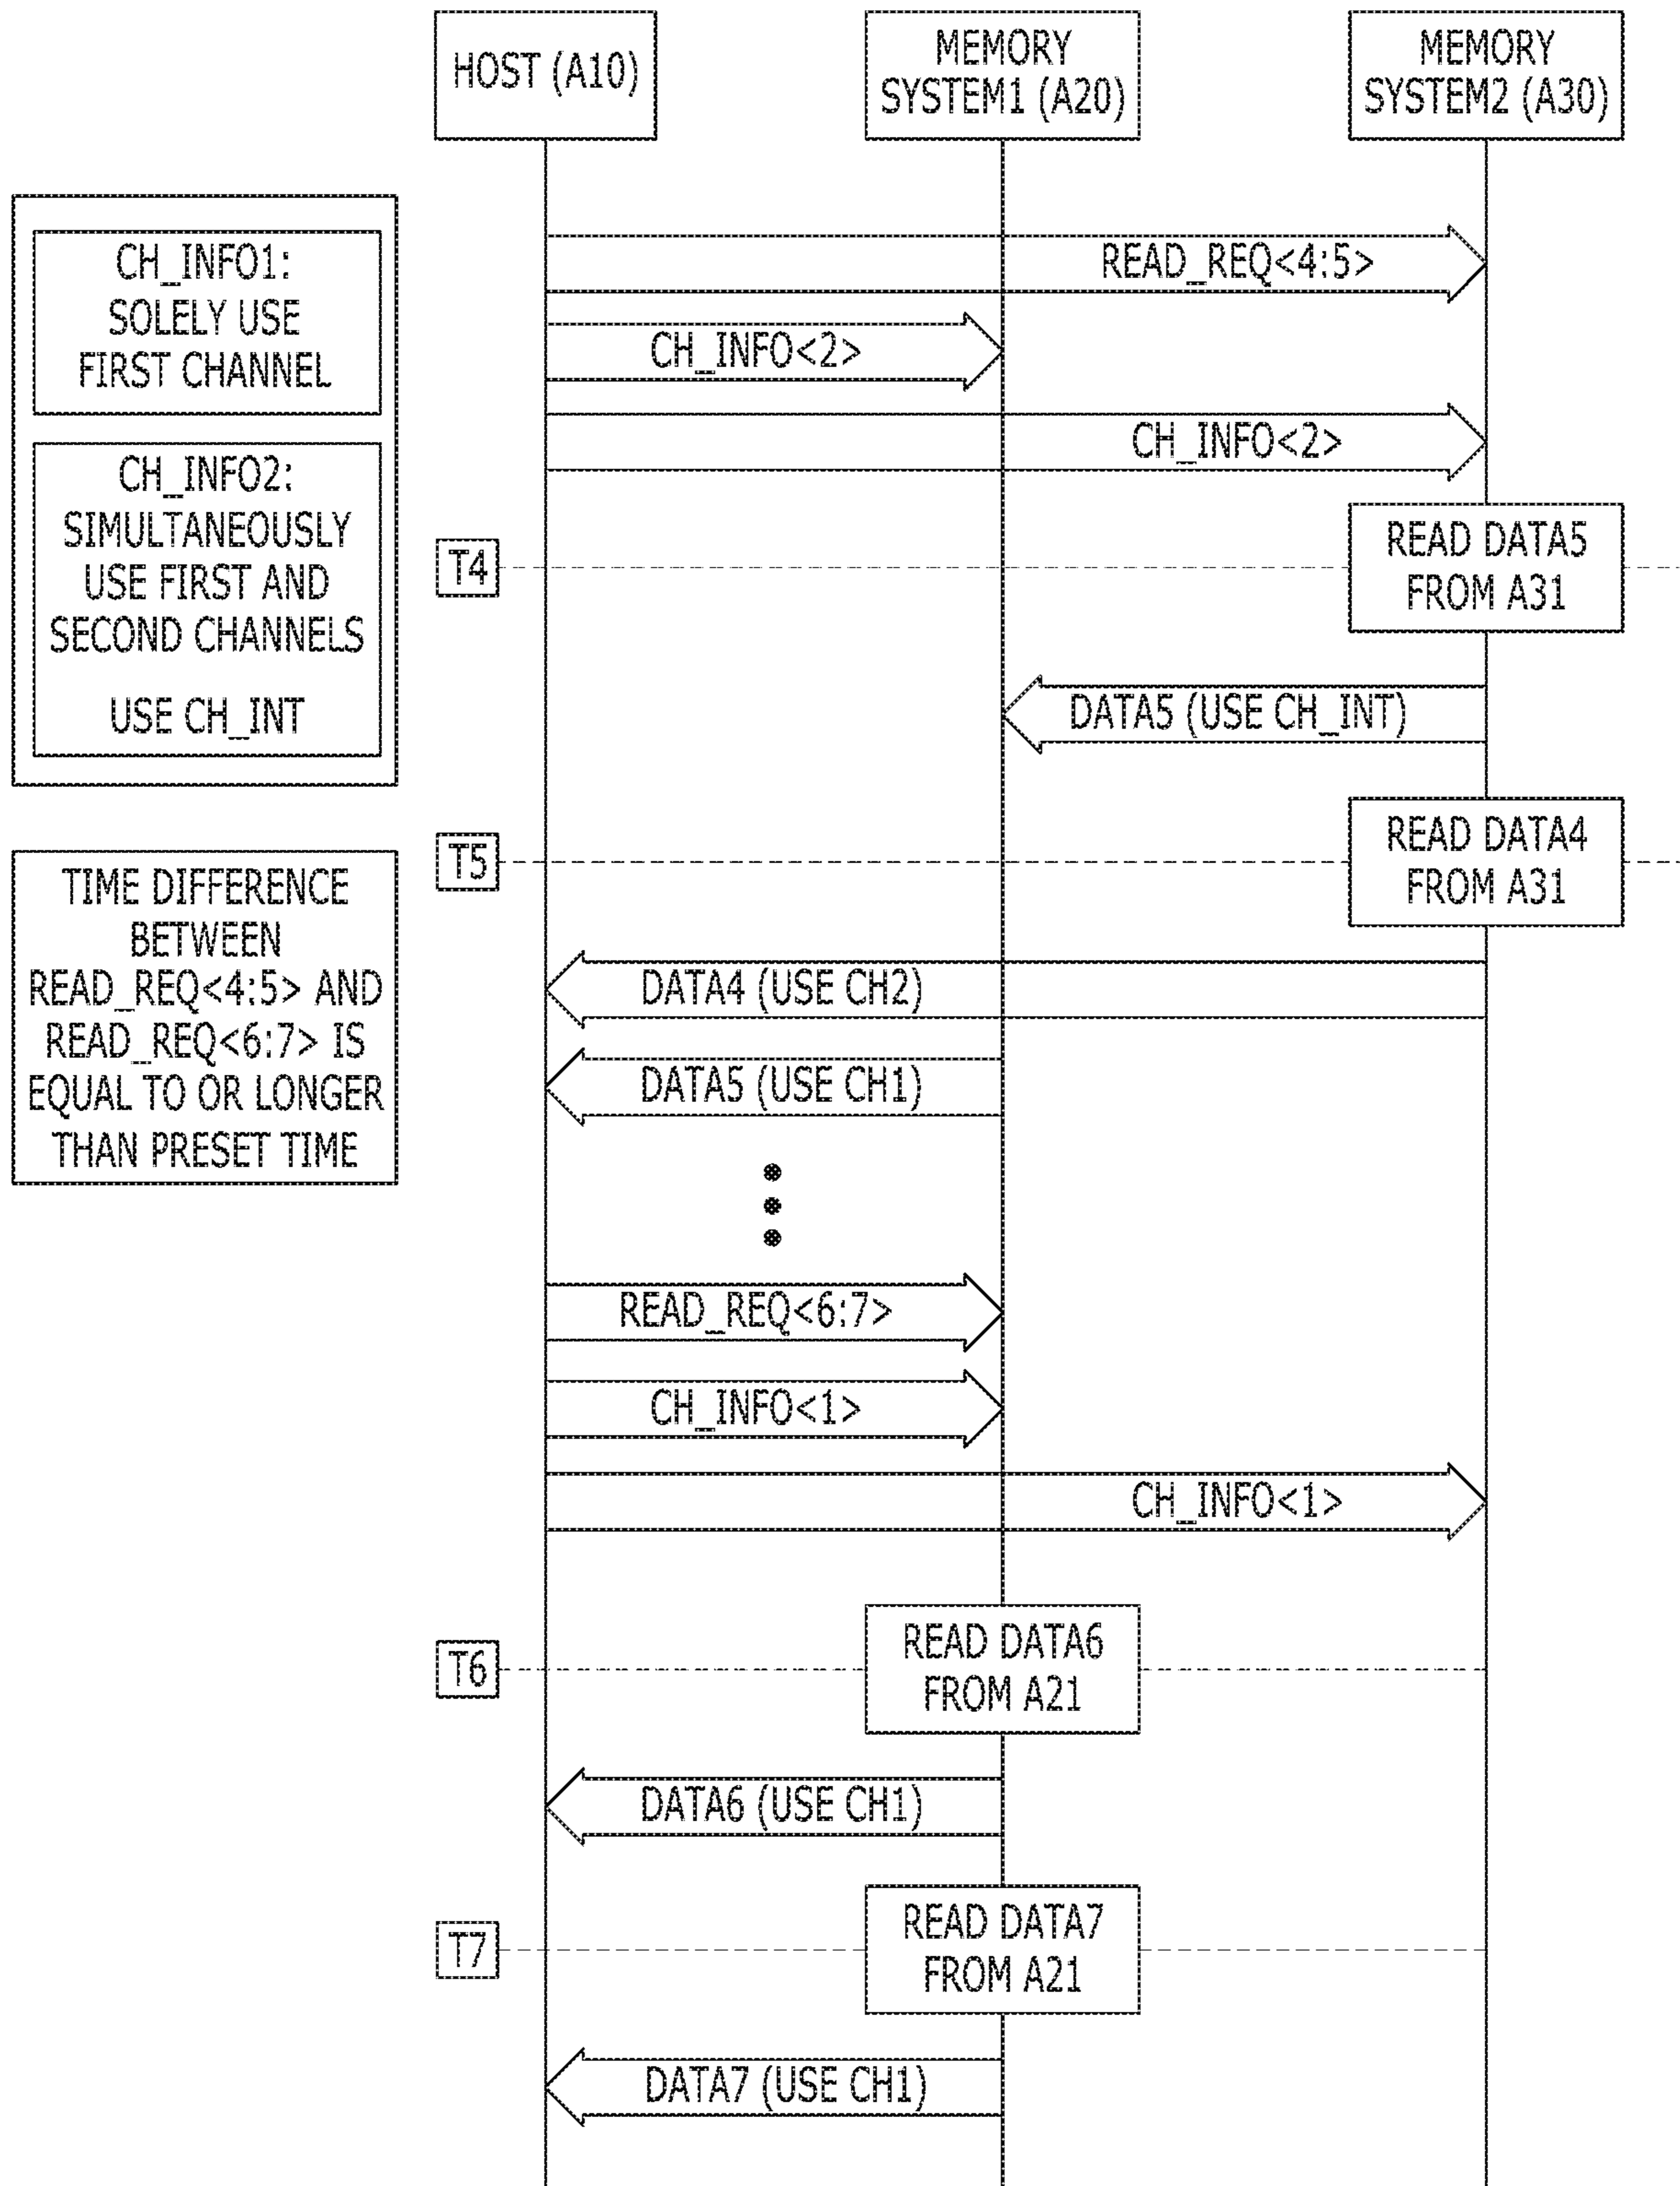 HOST (A10)
MEMORY
SYSTEM1 (A20)
MEMORY
SYSTEM2 (A30)
CH_INFO1:
SOLELY USE
FIRST CHANNEL
CH_INFO2:
SIMULTANEOUSLY
USE FIRST AND
SECOND CHANNELS
USE CH_INT
READ_REQ<4:5>
CH_INFO<2>
CH_INFO<2>
T4
READ DATA5
FROM A31
DATA5 (USE CH_INT)
T5
READ DATA4
FROM A31
TIME DIFFERENCE
BETWEEN
READ_REQ<4:5> AND
READ_REQ<6:7> IS
EQUAL TO OR LONGER
THAN PRESET TIME
DATA4 (USE CH2)
DATA5 (USE CH1)
READ_REQ<6:7>
CH_INFO<1>
CH_INFO<1>
T6
READ DATA6
FROM A21
DATA6 (USE CH1)
T7
READ DATA7
FROM A21
DATA7 (USE CH1)